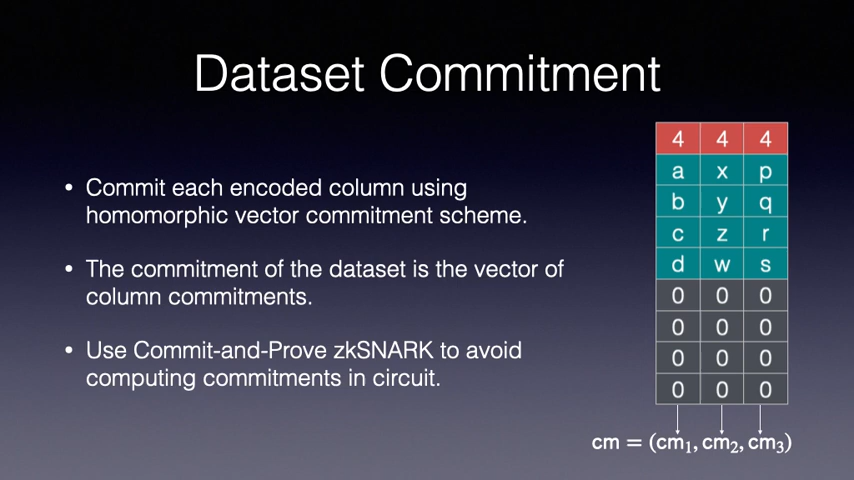 Dataset Commitment
• Commit each encoded column using
homomorphic vector commitment scheme.
• The commitment of the dataset is the vector of
column commitments.
• Use Commit-and-Prove zkSNARK to avoid
computing commitments in circuit.
4 4 4
a x p
b y q
c z r
d w s
0 0 0
0 0 0
0 0 0
0 0 0
cm = (cm₁, cm₂, cm₃)